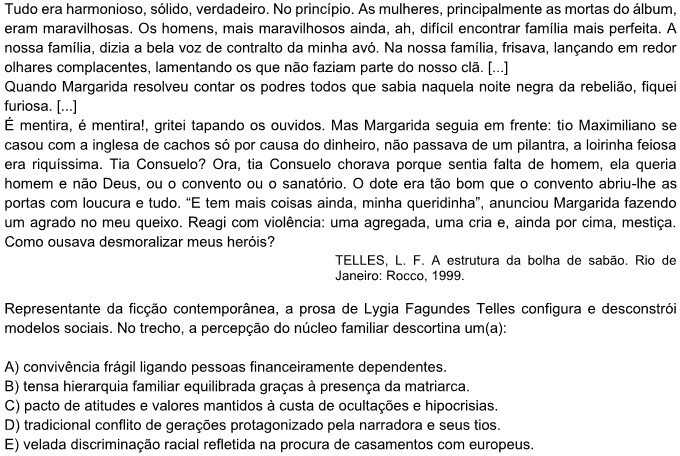 Tudo era harmonioso, sólido, verdadeiro. No princípio. As mulheres, principalmente as mortas do álbum,
eram maravilhosas. Os homens, mais maravilhosos ainda, ah, difícil encontrar família mais perfeita. A
nossa família, dizia a bela voz de contralto da minha avó. Na nossa família, frisava, lançando em redor
olhares complacentes, lamentando os que não faziam parte do nosso clã. [...]
Quando Margarida resolveu contar os podres todos que sabia naquela noite negra da rebelião, fiquei
furiosa. [...]
É mentira, é mentira!, gritei tapando os ouvidos. Mas Margarida seguia em frente: tio Maximiliano se
casou com a inglesa de cachos só por causa do dinheiro, não passava de um pilantra, a loirinha feiosa
era riquíssima. Tia Consuelo? Ora, tia Consuelo chorava porque sentia falta de homem, ela queria
homem e não Deus, ou o convento ou o sanatório. O dote era tão bom que o convento abriu-lhe as
portas com loucura e tudo. “E tem mais coisas ainda, minha queridinha”, anunciou Margarida fazendo
um agrado no meu queixo. Reagi com violência: uma agregada, uma cria e, ainda por cima, mestiça.
Como ousava desmoralizar meus heróis?
TELLES, L. F. A estrutura da bolha de sabão. Rio de
Janeiro: Rocco, 1999.
Representante da ficção contemporânea, a prosa de Lygia Fagundes Telles configura e desconstrói
modelos sociais. No trecho, a percepção do núcleo familiar descortina um(a):
A) convivência frágil ligando pessoas financeiramente dependentes.
B) tensa hierarquia familiar equilibrada graças à presença da matriarca.
C) pacto de atitudes e valores mantidos à custa de ocultações e hipocrisias.
D) tradicional conflito de gerações protagonizado pela narradora e seus tios.
E) velada discriminação racial refletida na procura de casamentos com europeus.